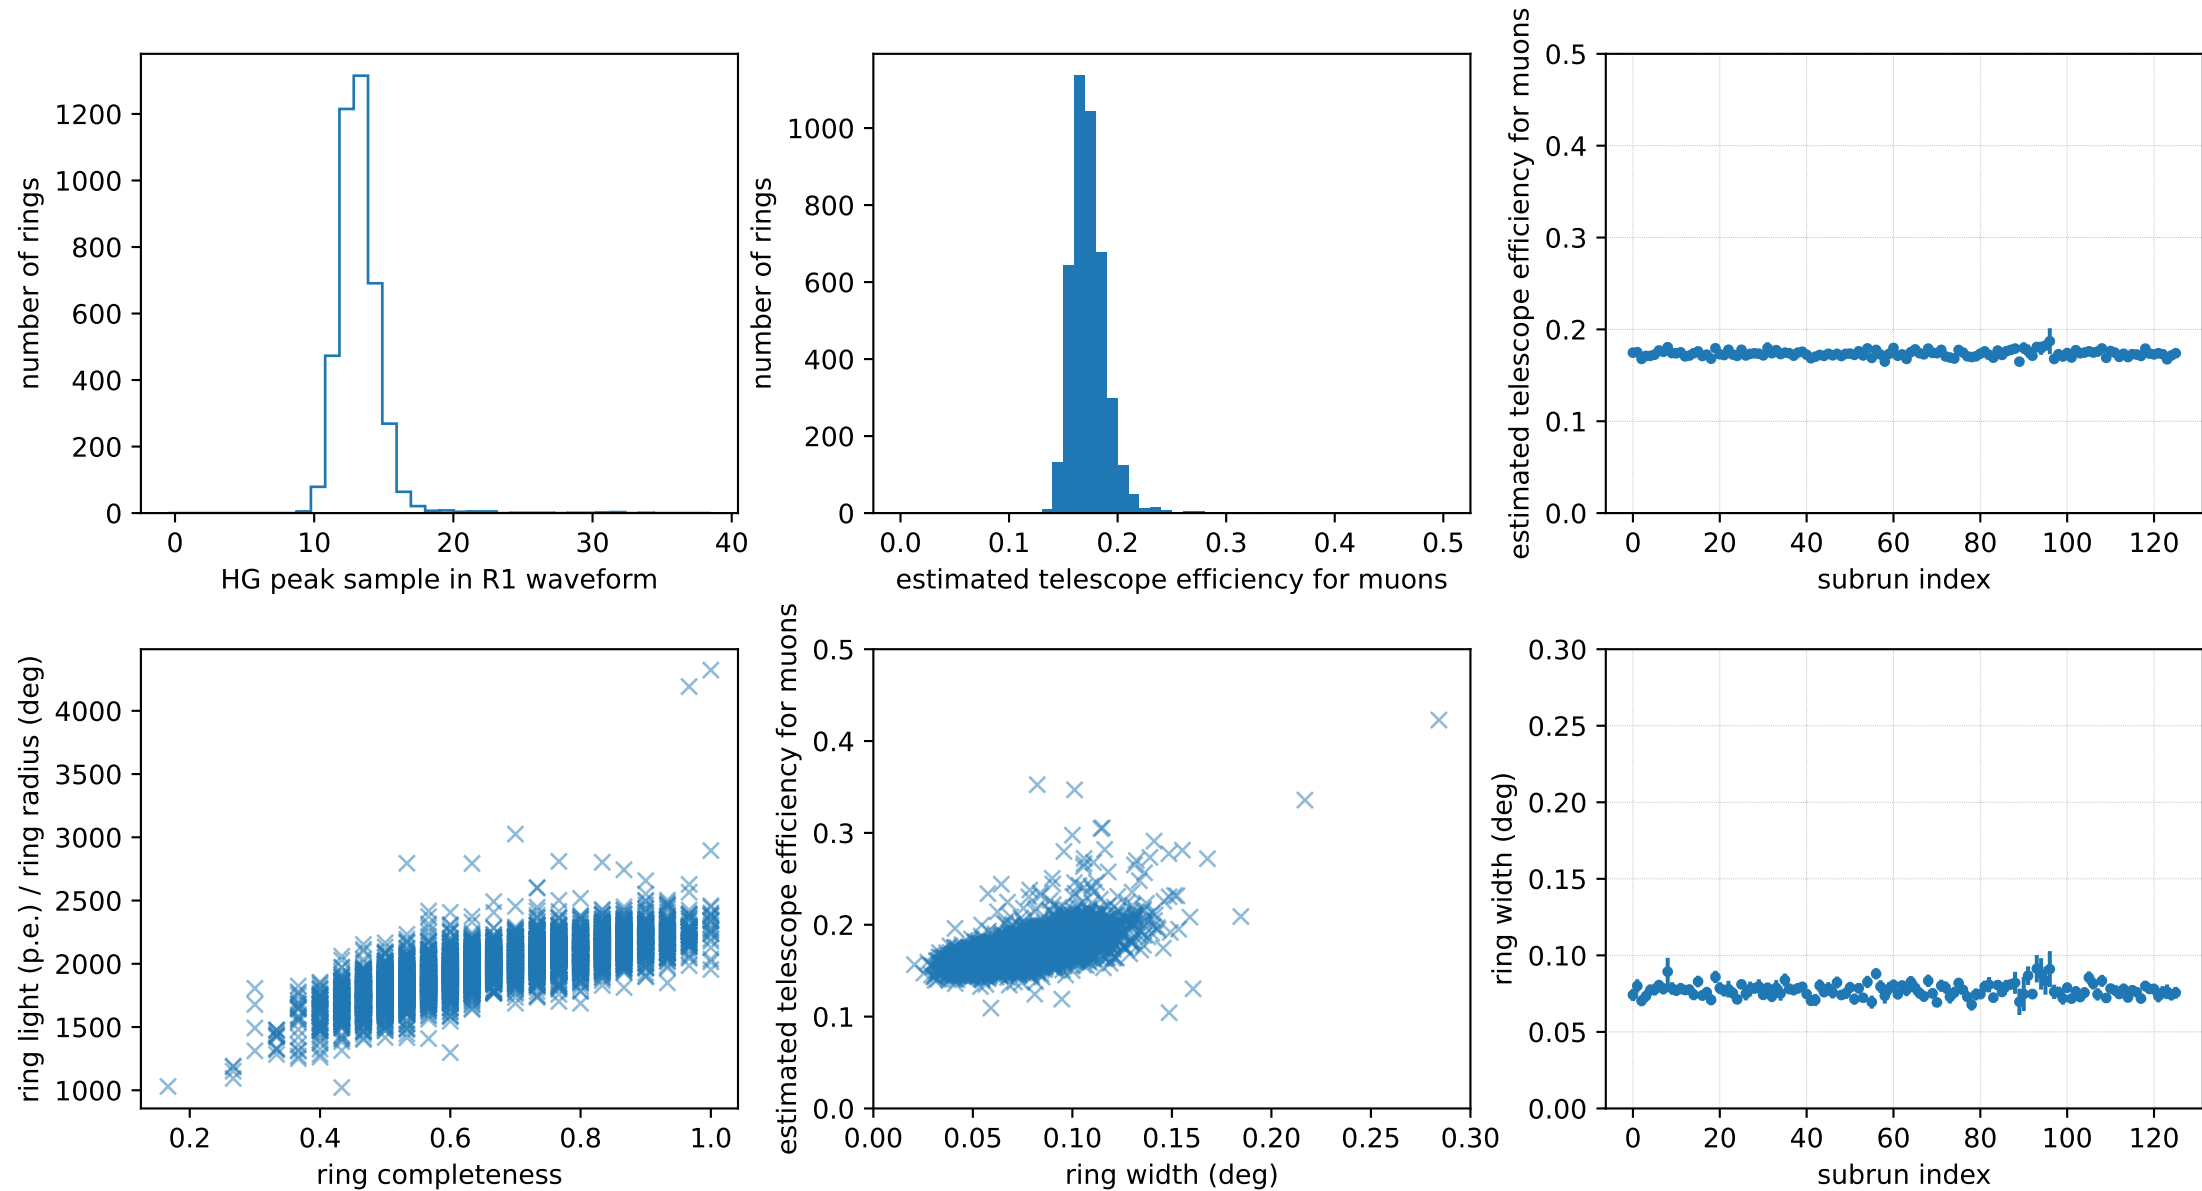 number of rings
1200
1000
800
600
400
200
0
0 10 20 30 40
HG peak sample in R1 waveform
number of rings
1000
800
600
400
200
0
0.0 0.1 0.2 0.3 0.4 0.5
estimated telescope efficiency for muons
estimated telescope efficiency for muons
0.5
0.4
0.3
0.2
0.1
0.0
0 20 40 60 80 100 120
subrun index
ring light (p.e.) / ring radius (deg)
4000
3500
3000
2500
2000
1500
1000
0.2 0.4 0.6 0.8 1.0
ring completeness
estimated telescope efficiency for muons
0.5
0.4
0.3
0.2
0.1
0.0
0.00 0.05 0.10 0.15 0.20 0.25 0.30
ring width (deg)
ring width (deg)
0.30
0.25
0.20
0.15
0.10
0.05
0.00
0 20 40 60 80 100 120
subrun index